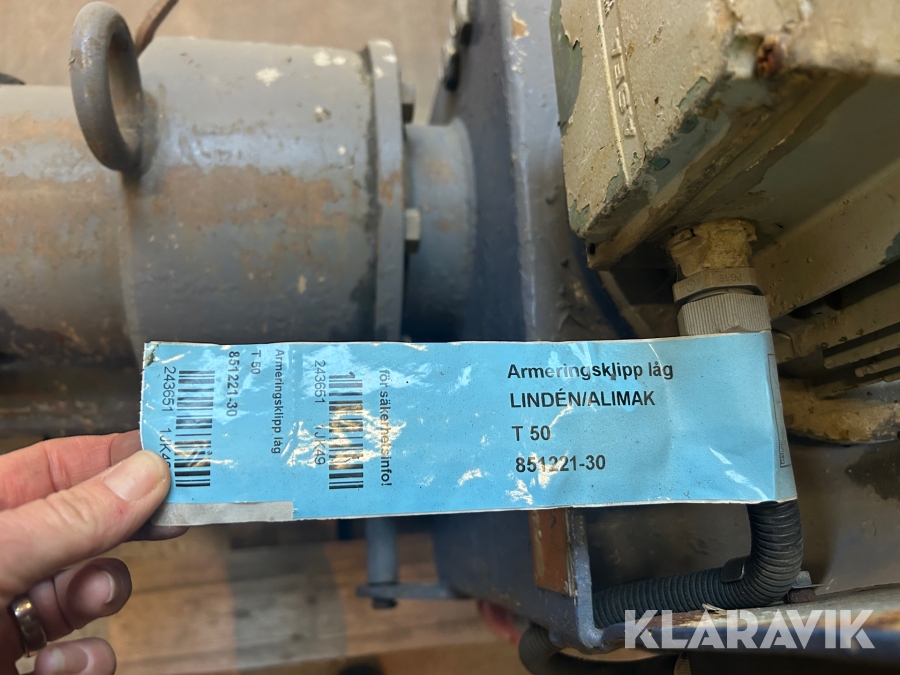 Armeringsklipp låg
LINDÉN/ALIMAK
T 50
851221-30
för säkerhetsinfo!
243651
Armeringsklipp låg
T 50
851221-30
243651
KLARAVIK